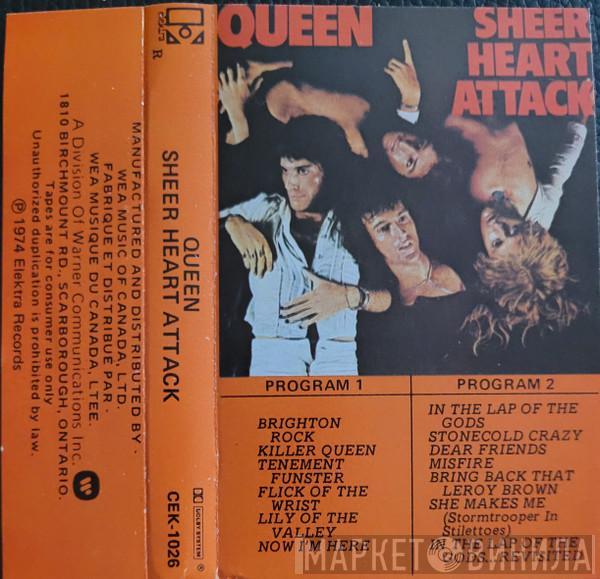 QUEEN
SHEER
HEART
ATTACK
PROGRAM 1
BRIGHTON
ROCK
KILLER QUEEN
TENEMENT
FUNSTER
FLICK OF THE
WRIST
LILY OF THE
VALLEY
NOW I'M HERE
PROGRAM 2
IN THE LAP OF THE
GODS
STONECOLD CRAZY
DEAR FRIENDS
MISFIRE
BRING BACK THAT
LEROY BROWN
SHE MAKES ME
(Stormtrooper In
Stilettoes)
IN THE LAP OF THE
GODS...REVISITED
R
QUEEN
SHEER HEART ATTACK
DOLBY SYSTEM
®
CEK-1026
MANUFACTURED AND DISTRIBUTED BY ·
WEA MUSIC OF CANADA, LTD.
FABRIQUE ET DISTRIBUE PAR ·
WEA MUSIQUE DU CANADA, LTEE.
A Division Of Warner Communications Inc.
1810 BIRCHMOUNT RD., SCARBOROUGH, ONTARIO.
Tapes are for consumer use only
Unauthorized duplication is prohibited by law.
℗ 1974 Elektra Records
МАРКЕТ ВИНИЛА